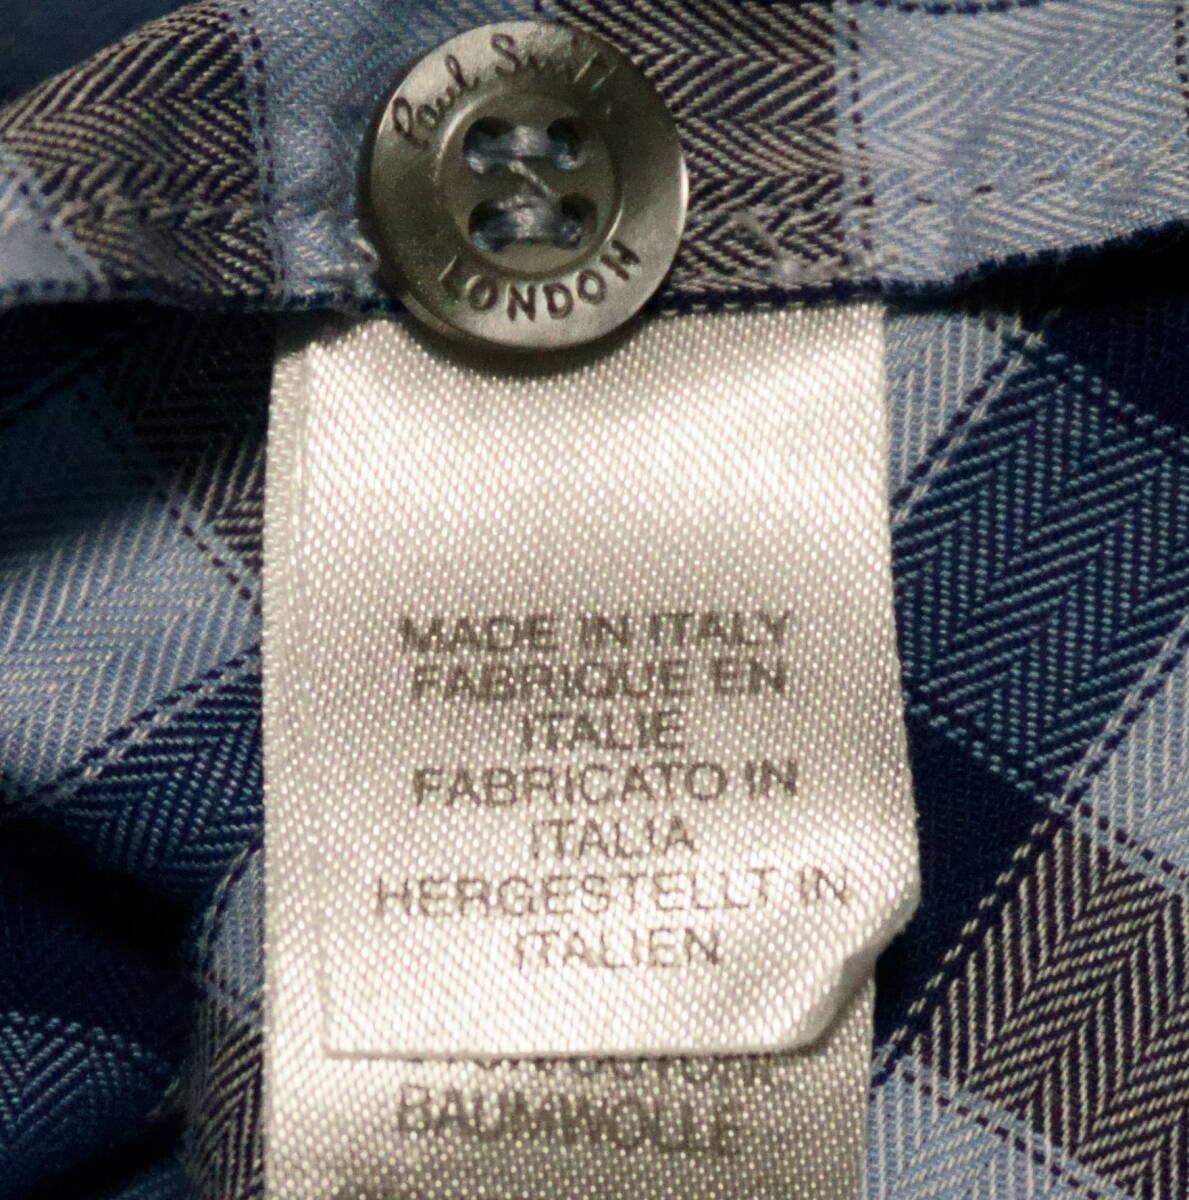 Paul Smith
LONDON
MADE IN ITALY
FABRIQUE EN
ITALIE
FABRICATO IN
ITALIA
HERGESTELLT IN
ITALIEN
BAUMWOLLE